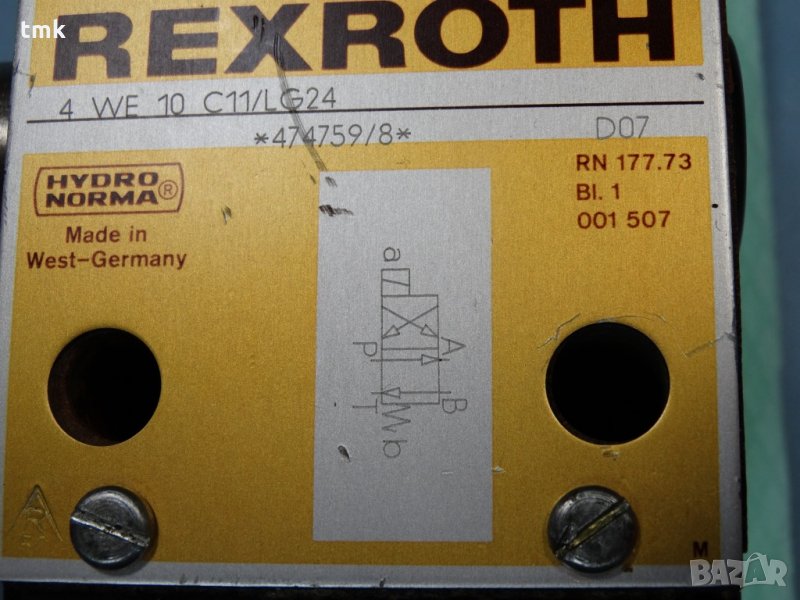 tmk
REXROTH
4 WE 10 C11/LG24
*474759/8*
D07
HYDRO
NORMA®
Made in
West-Germany
RN 177.73
Bl. 1
001 507
a
P A
T B
b
M
BAZAR